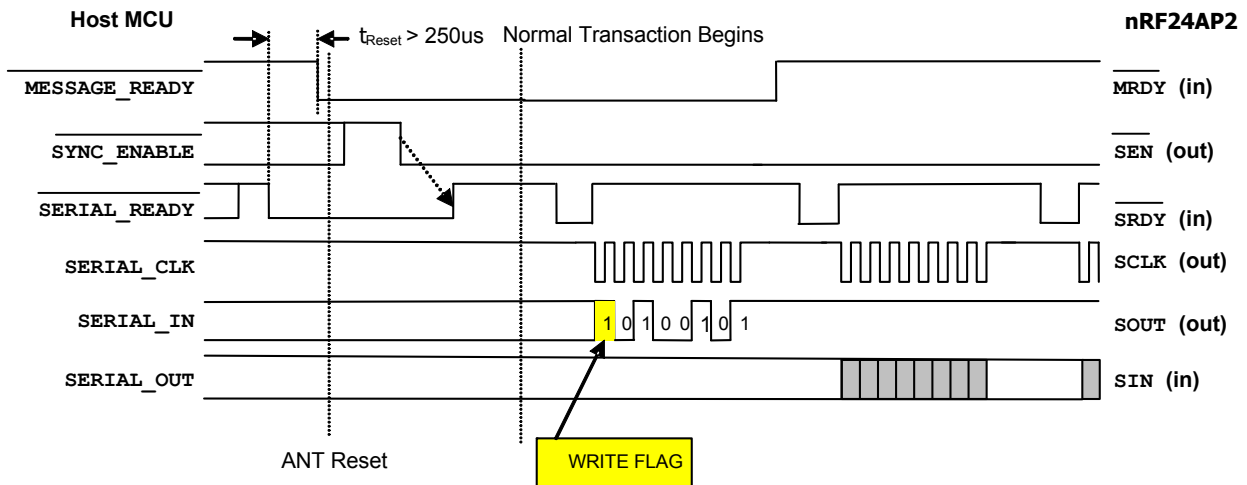 Host MCU
nRF24AP2
tReset > 250us Normal Transaction Begins
MESSAGE_READY
MRDY (in)
SYNC_ENABLE
SEN (out)
SERIAL_READY
SRDY (in)
SERIAL_CLK
SCLK (out)
SERIAL_IN
1 0 1 0 0 1 0 1
SOUT (out)
SERIAL_OUT
SIN (in)
ANT Reset
WRITE FLAG